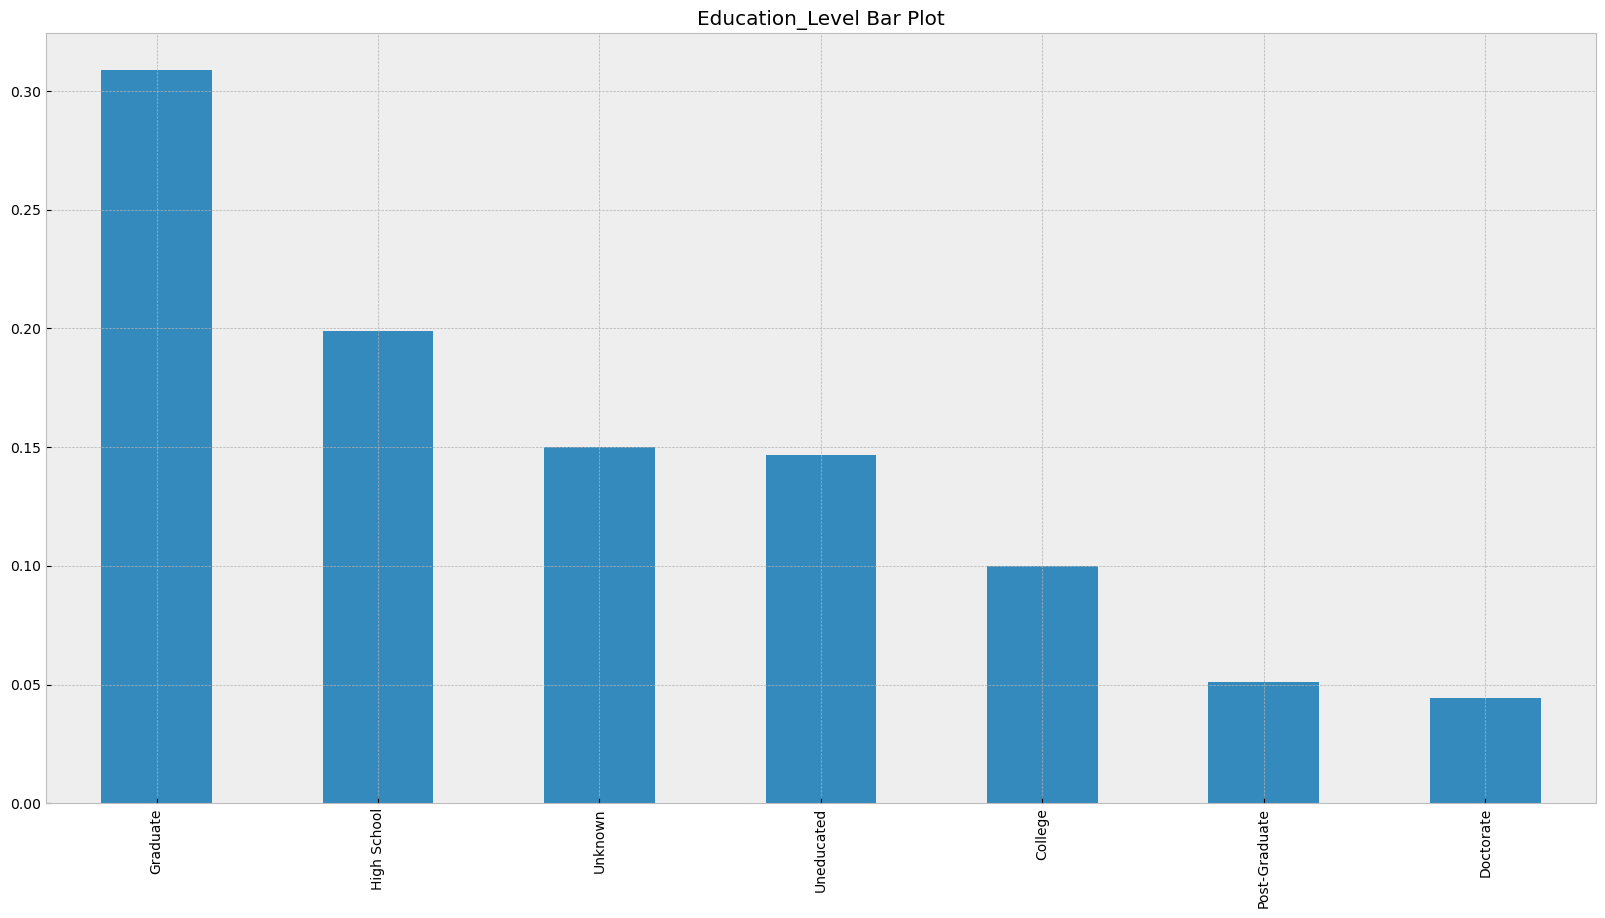 Education_Level Bar Plot
0.30
0.25
0.20
0.15
0.10
0.05
0.00
Graduate
High School
Unknown
Uneducated
College
Post-Graduate
Doctorate